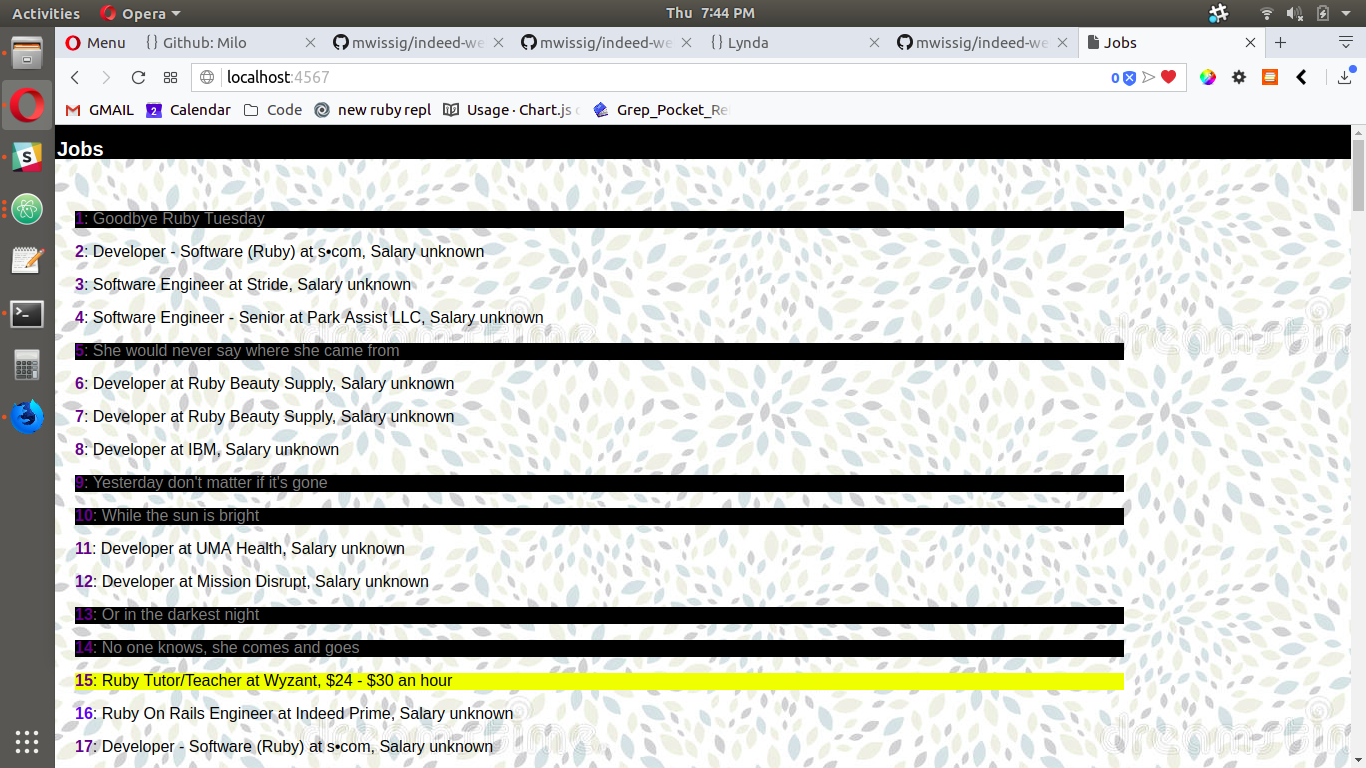 Activities Opera Thu 7:44 PM
Menu Github: Milo mwissig/indeed-we mwissig/indeed-we Lynda mwissig/indeed-we Jobs
localhost:4567 0
GMAIL 2 Calendar Code new ruby repl Usage · Chart.js Grep_Pocket_Re
Jobs
1: Goodbye Ruby Tuesday
2: Developer - Software (Ruby) at s•com, Salary unknown
3: Software Engineer at Stride, Salary unknown
4: Software Engineer - Senior at Park Assist LLC, Salary unknown
5: She would never say where she came from
6: Developer at Ruby Beauty Supply, Salary unknown
7: Developer at Ruby Beauty Supply, Salary unknown
8: Developer at IBM, Salary unknown
9: Yesterday don't matter if it's gone
10: While the sun is bright
11: Developer at UMA Health, Salary unknown
12: Developer at Mission Disrupt, Salary unknown
13: Or in the darkest night
14: No one knows, she comes and goes
15: Ruby Tutor/Teacher at Wyzant, $24 - $30 an hour
16: Ruby On Rails Engineer at Indeed Prime, Salary unknown
17: Developer - Software (Ruby) at s•com, Salary unknown